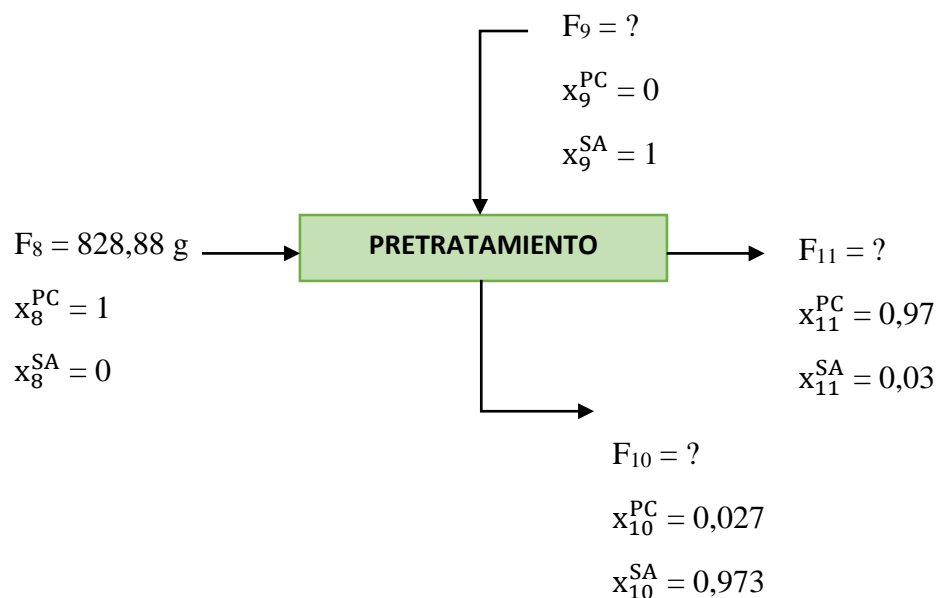 F₉ = ?
x₉^PC = 0
x₉^SA = 1
F₈ = 828,88 g
x₈^PC = 1
x₈^SA = 0
PRETRATAMIENTO
F₁₁ = ?
x₁₁^PC = 0,97
x₁₁^SA = 0,03
F₁₀ = ?
x₁₀^PC = 0,027
x₁₀^SA = 0,973